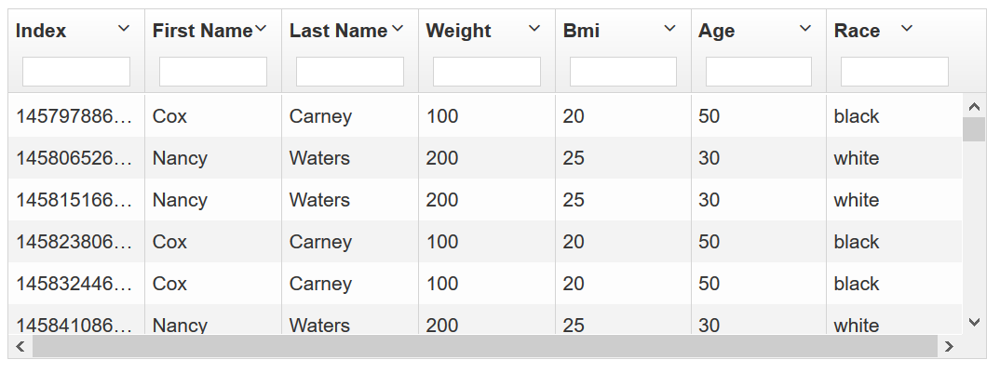 Index First Name Last Name Weight Bmi Age Race
145797886… Cox Carney 100 20 50 black
145806526… Nancy Waters 200 25 30 white
145815166… Nancy Waters 200 25 30 white
145823806… Cox Carney 100 20 50 black
145832446… Cox Carney 100 20 50 black
145841086… Nancy Waters 200 25 30 white